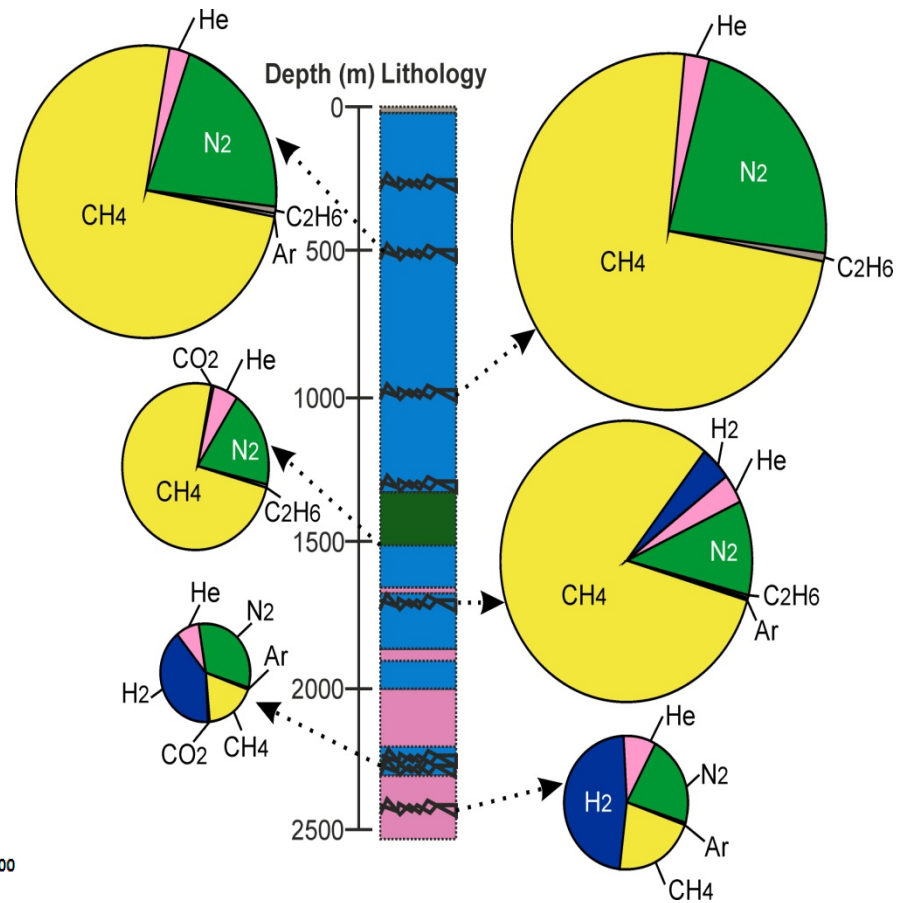 He
N2
CH4
C2H6
Ar
Depth (m) Lithology
0
500
1000
1500
2000
2500
He
N2
CH4
C2H6
CO2
He
N2
CH4
C2H6
H2
He
N2
CH4
C2H6
Ar
He
N2
Ar
H2
CO2
CH4
He
N2
H2
Ar
CH4
00